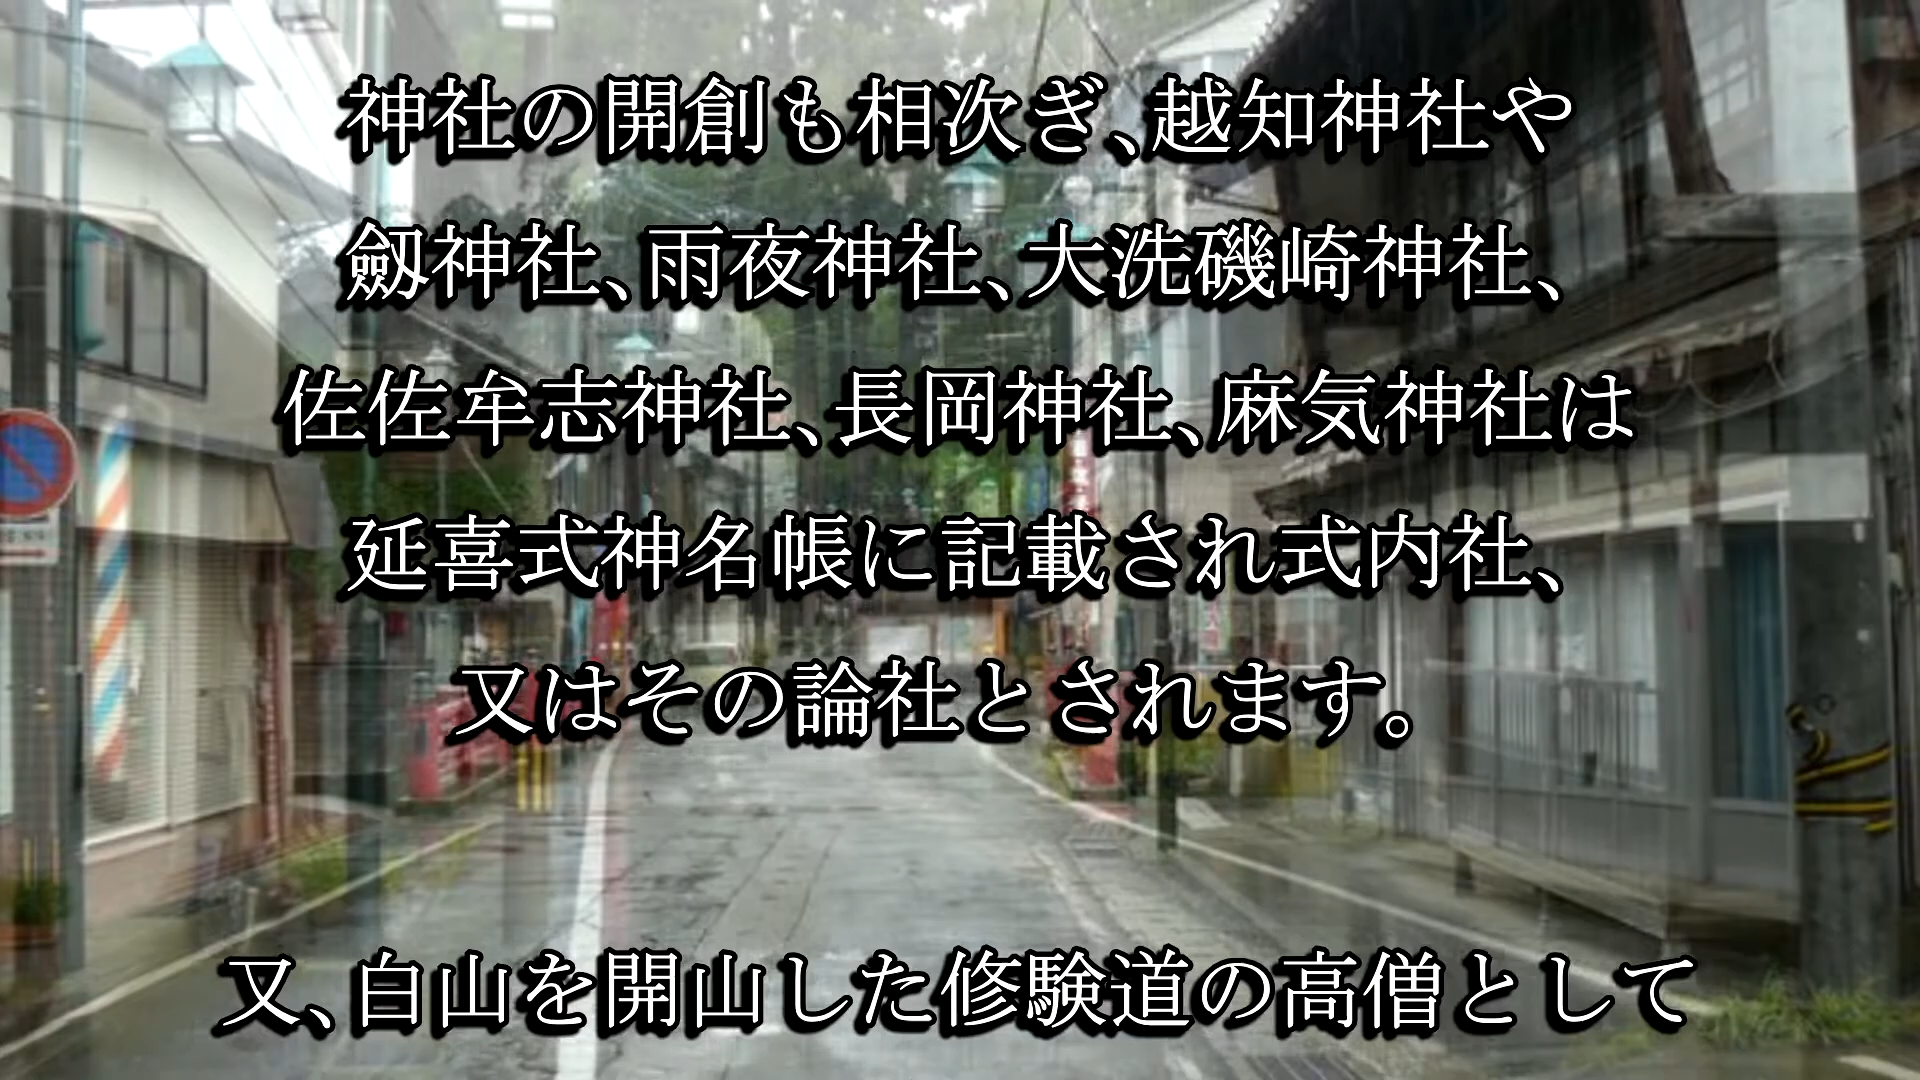 神社の開創も相次ぎ、越知神社や
劔神社、雨夜神社、大洗磯崎神社、
佐佐牟志神社、長岡神社、麻気神社は
延喜式神名帳に記載され式内社、
又はその論社とされます。
又、白山を開山した修験道の高僧として